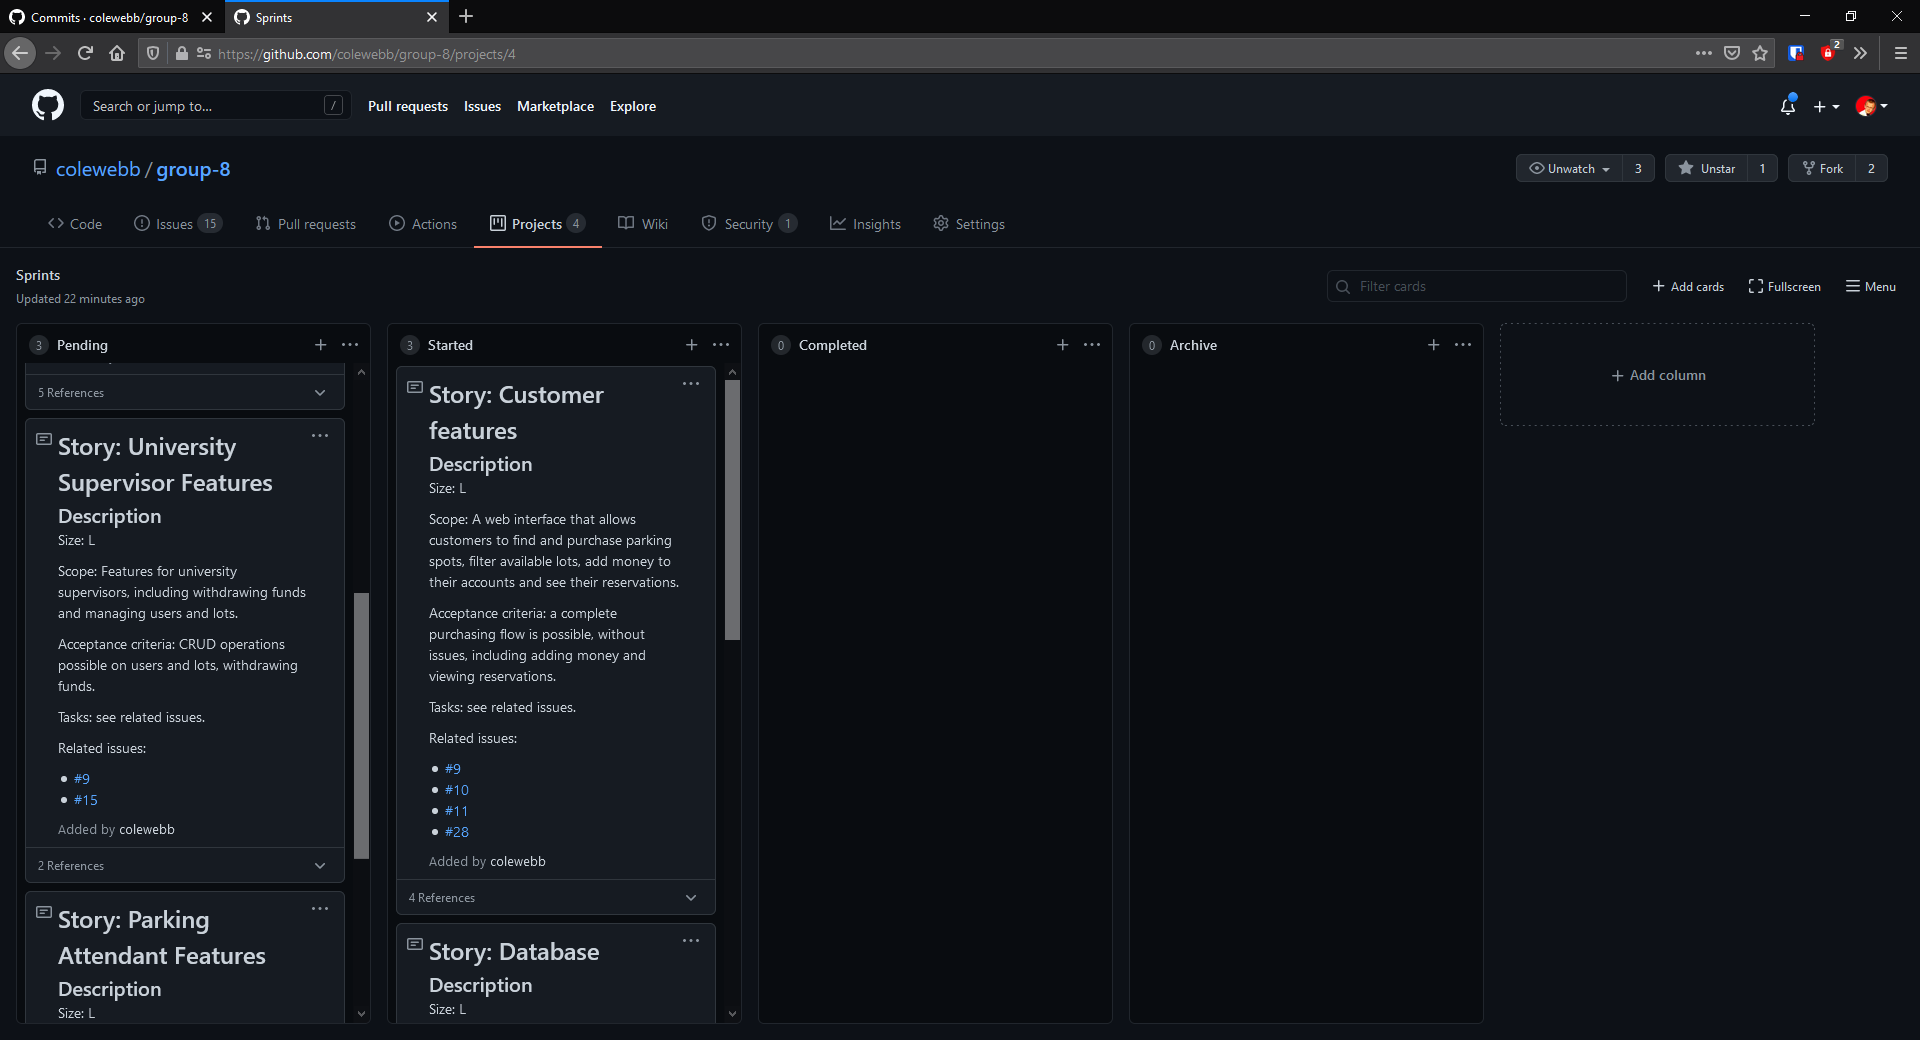 Commits · colewebb/group-8
Sprints
https://github.com/colewebb/group-8/projects/4
2
Search or jump to...
/
Pull requests
Issues
Marketplace
Explore
colewebb / group-8
Unwatch
3
Unstar
1
Fork
2
Code
Issues 15
Pull requests
Actions
Projects 4
Wiki
Security 1
Insights
Settings
Sprints
Updated 22 minutes ago
Filter cards
Add cards
Fullscreen
Menu
3 Pending
5 References
Story: University
Supervisor Features
Description
Size: L
Scope: Features for university
supervisors, including withdrawing funds
and managing users and lots.
Acceptance criteria: CRUD operations
possible on users and lots, withdrawing
funds.
Tasks: see related issues.
Related issues:
#9
#15
Added by colewebb
2 References
Story: Parking
Attendant Features
Description
Size: L
3 Started
Story: Customer
features
Description
Size: L
Scope: A web interface that allows
customers to find and purchase parking
spots, filter available lots, add money to
their accounts and see their reservations.
Acceptance criteria: a complete
purchasing flow is possible, without
issues, including adding money and
viewing reservations.
Tasks: see related issues.
Related issues:
#9
#10
#11
#28
Added by colewebb
4 References
Story: Database
Description
Size: L
0 Completed
0 Archive
Add column